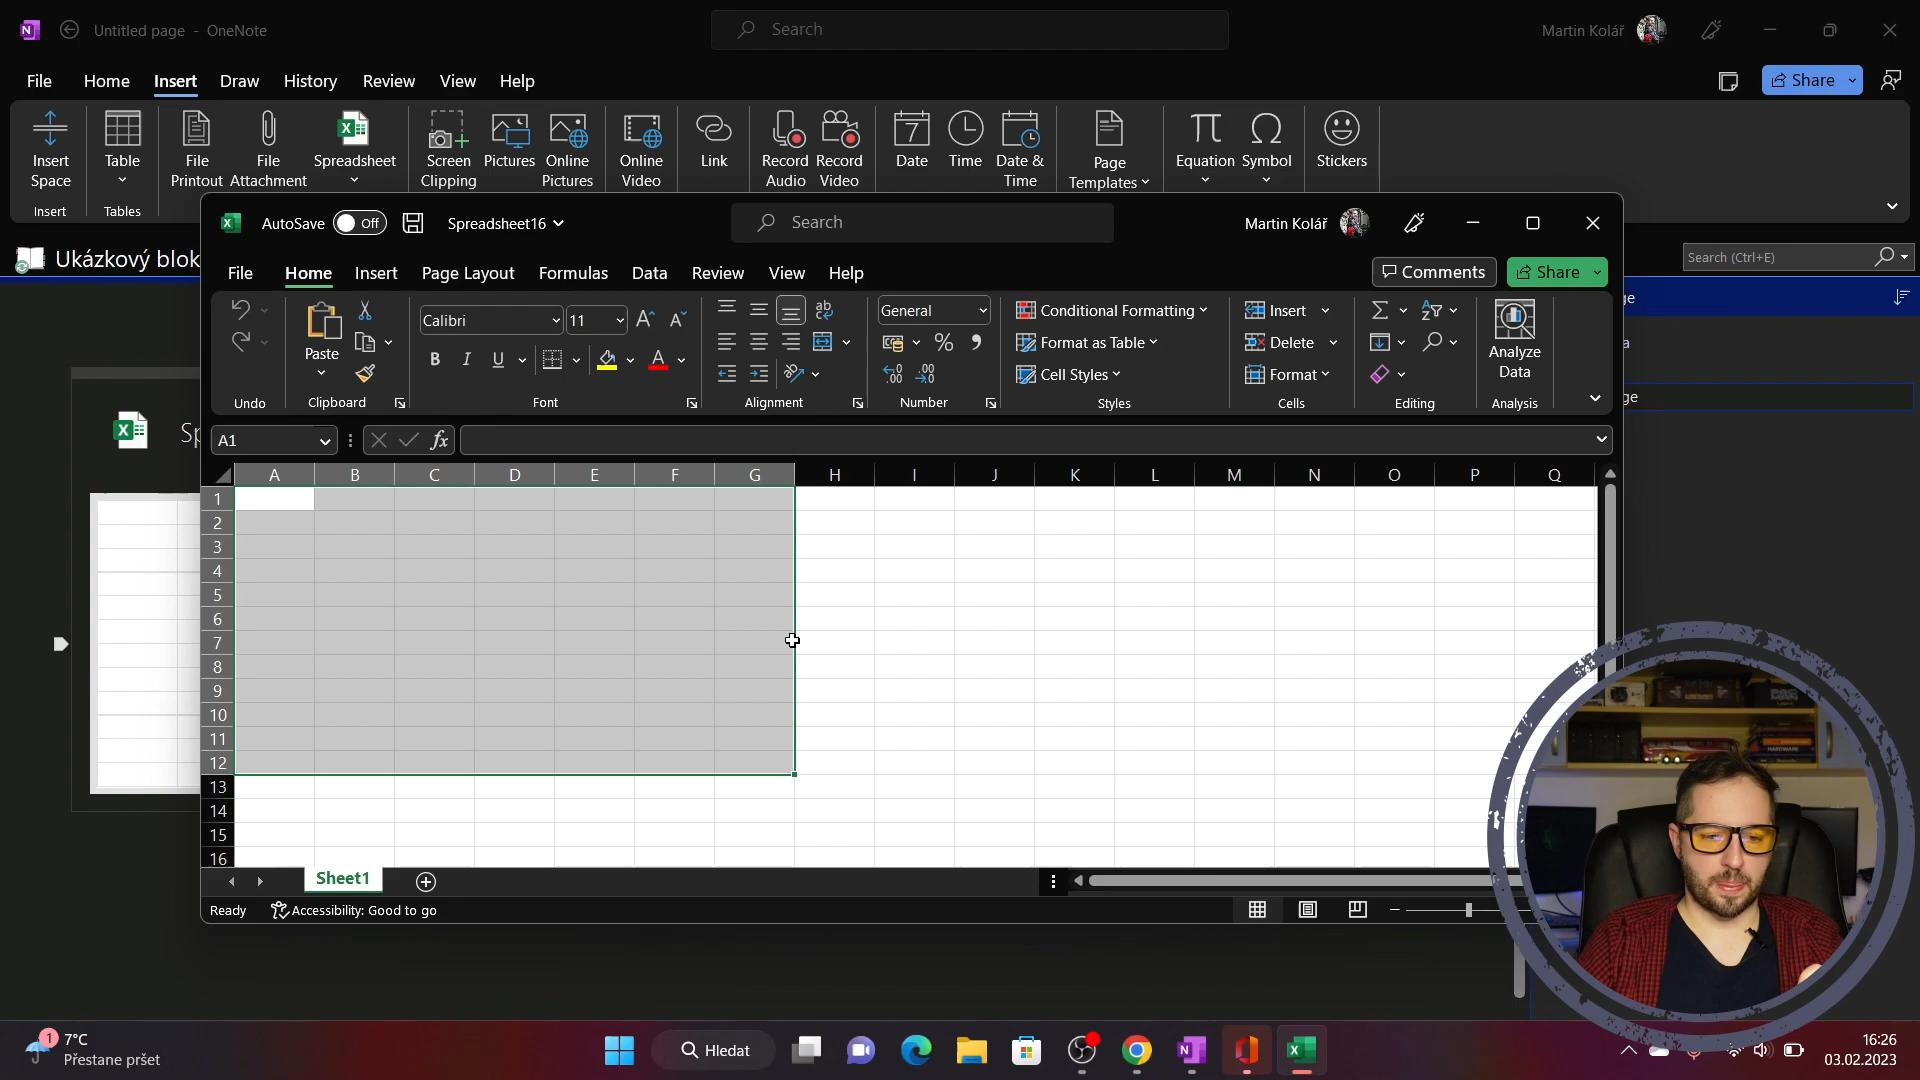 Untitled page - OneNote
Search
Martin Kolář
File Home Insert Draw History Review View Help
Share
Insert Space
Table
File Printout
File Attachment
Spreadsheet
Screen Clipping
Pictures
Online Pictures
Online Video
Link
Record Audio
Record Video
Date
Time
Date & Time
Page Templates
Equation
Symbol
Stickers
Insert
Tables
AutoSave Off
Spreadsheet16
Search
Martin Kolář
Ukázkový blok
Search (Ctrl+E)
File Home Insert Page Layout Formulas Data Review View Help
Comments
Share
Paste
Calibri
11
B I U
General
Conditional Formatting
Format as Table
Cell Styles
Insert
Delete
Format
Analyze Data
Undo
Clipboard
Font
Alignment
Number
Styles
Cells
Editing
Analysis
A1
fx
A B C D E F G H I J K L M N O P Q
1
2
3
4
5
6
7
8
9
10
11
12
13
14
15
16
Sheet1
Ready
Accessibility: Good to go
1
7°C
Přestane pršet
Hledat
16:26
03.02.2023